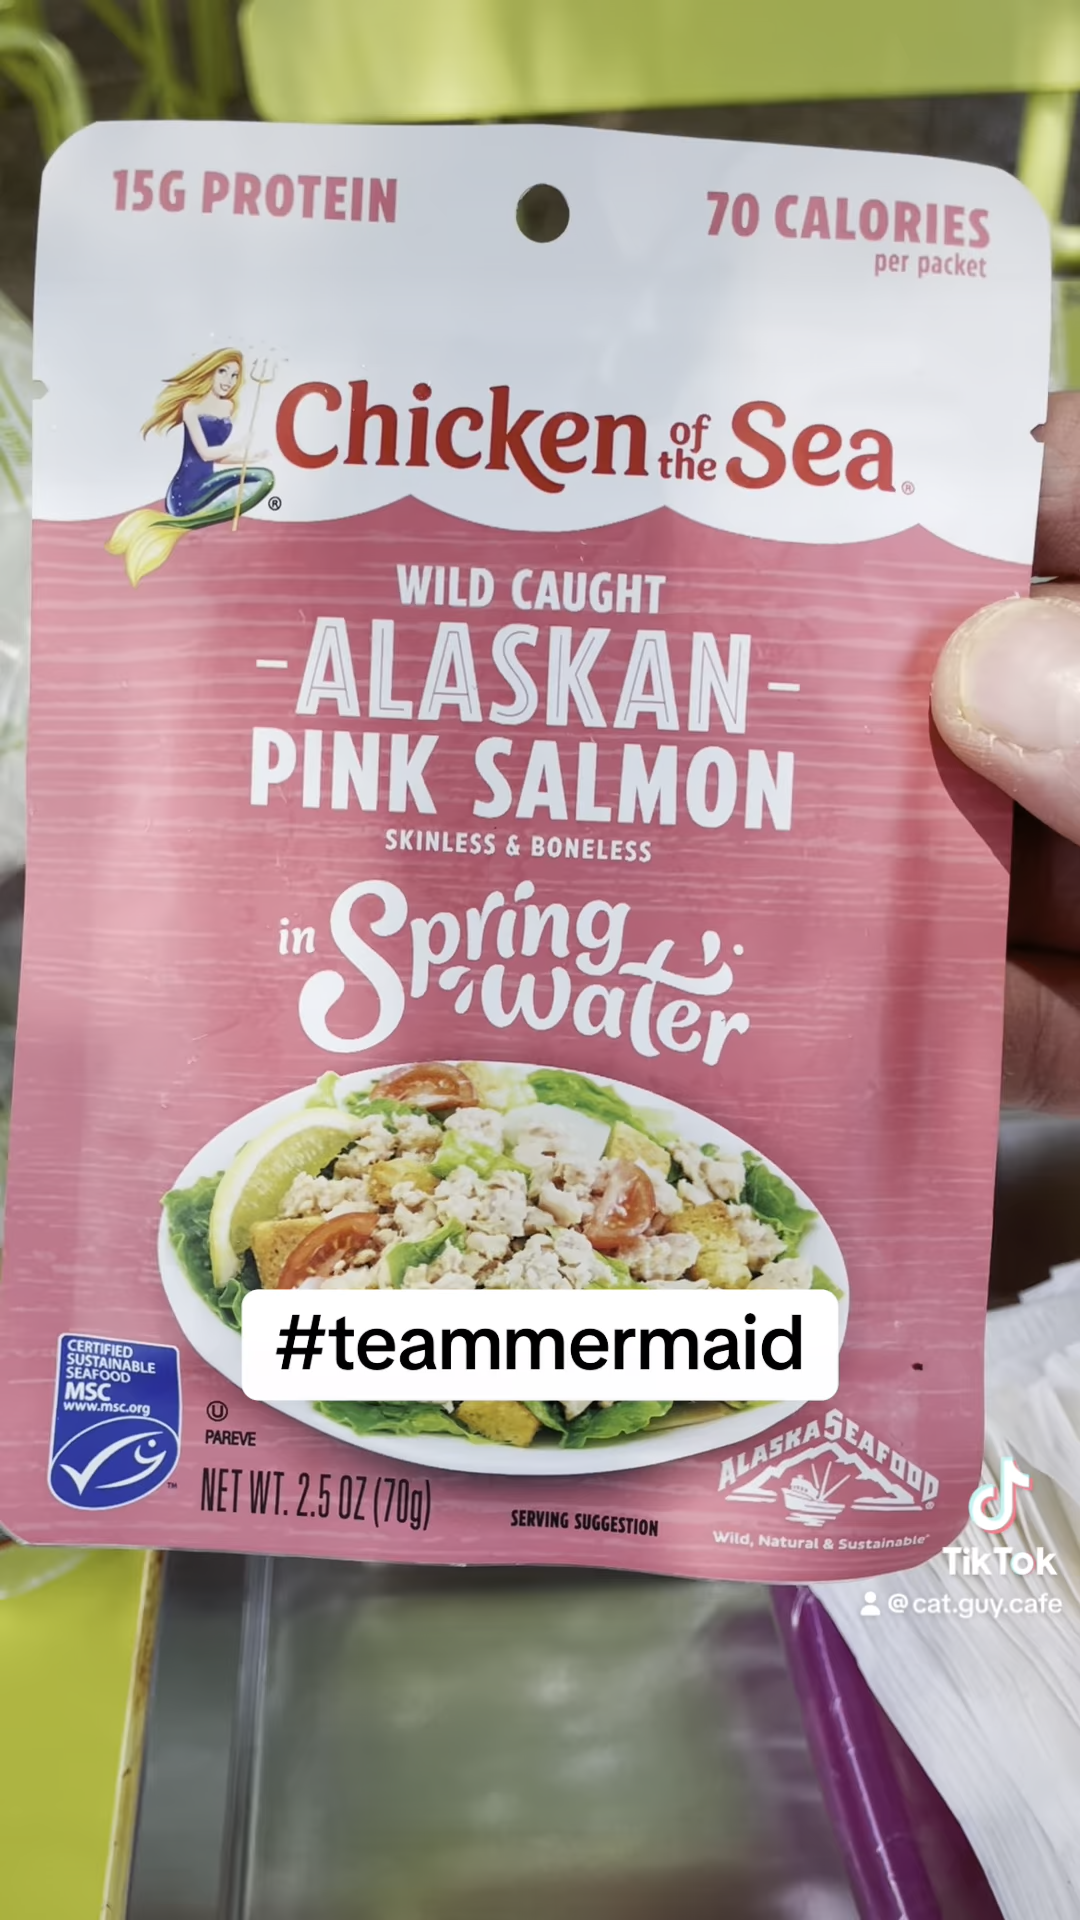 15G PROTEIN
70 CALORIES
per packet
Chicken of the Sea®
®
WILD CAUGHT
-ALASKAN-
PINK SALMON
SKINLESS & BONELESS
in Spring
water
#teammermaid
CERTIFIED
SUSTAINABLE
SEAFOOD
MSC
www.msc.org
TM
U
PAREVE
NET WT. 2.5 OZ (70g)
SERVING SUGGESTION
ALASKA SEAFOOD®
Wild, Natural & Sustainable®
TikTok
@cat.guy.cafe